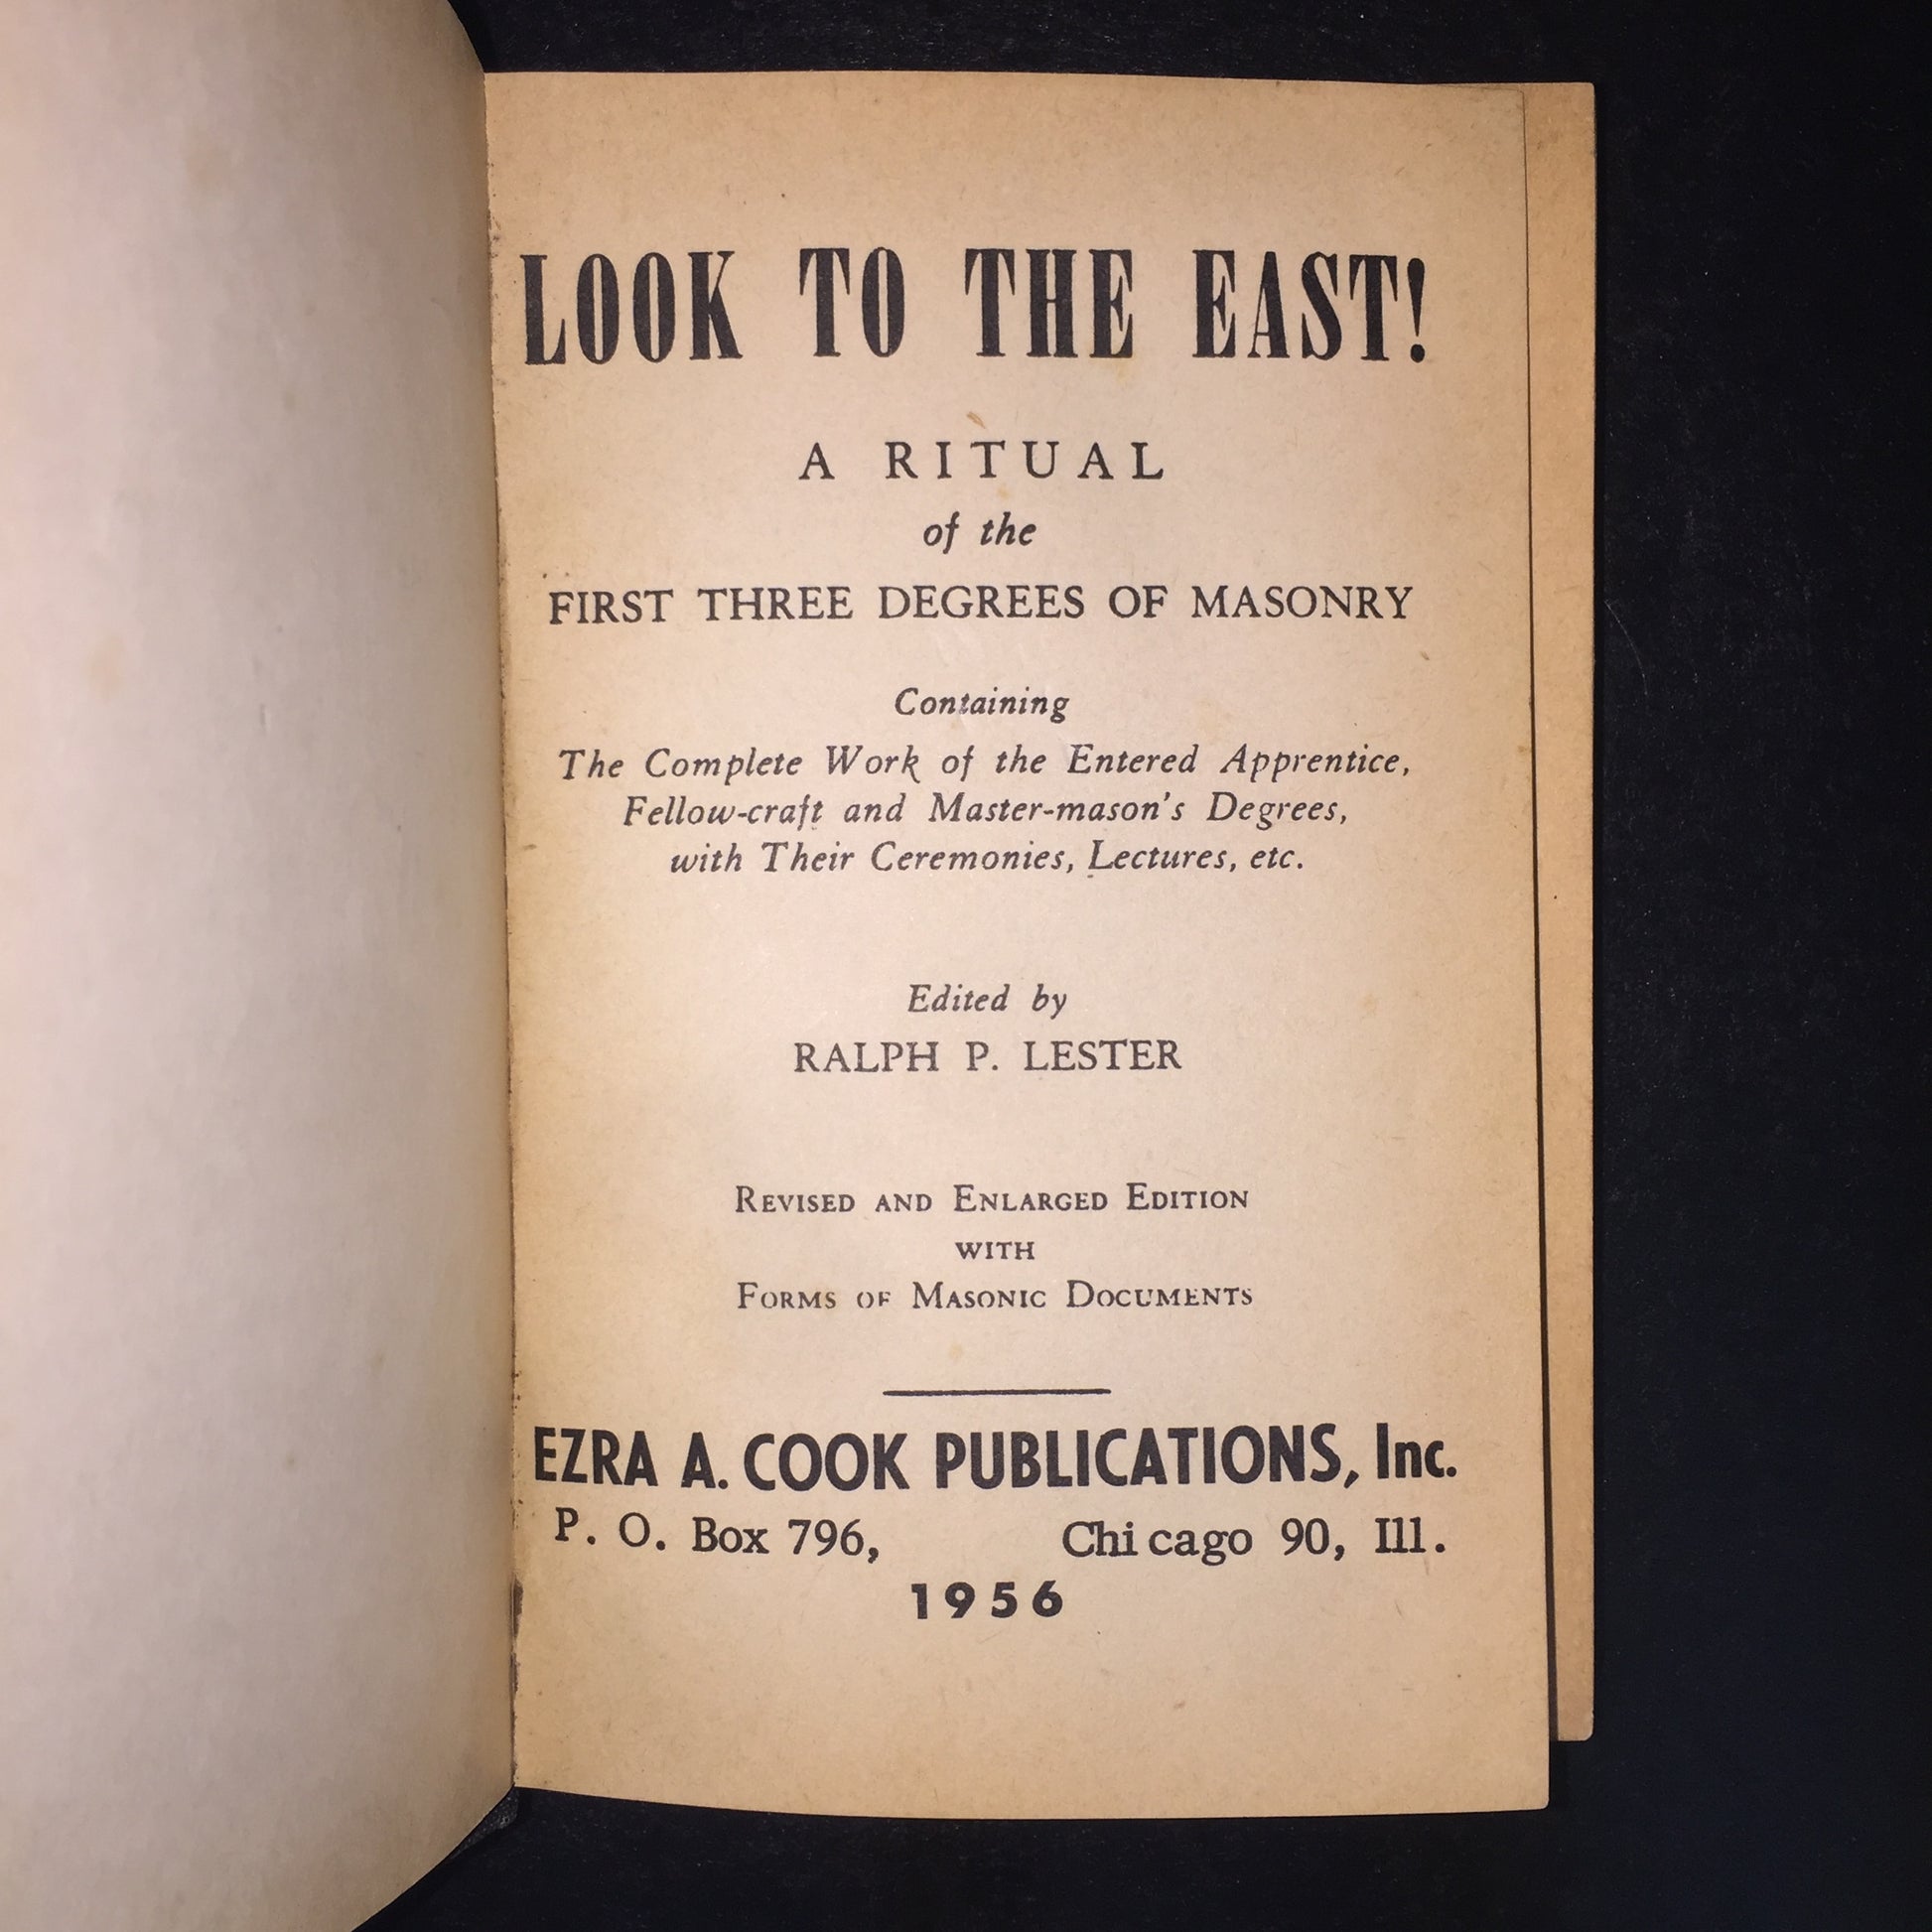 LOOK TO THE EAST!
A RITUAL
of the
FIRST THREE DEGREES OF MASONRY
Containing
The Complete Work of the Entered Apprentice,
Fellow-craft and Master-mason's Degrees,
with Their Ceremonies, Lectures, etc.
Edited by
RALPH P. LESTER
REVISED AND ENLARGED EDITION
WITH
FORMS OF MASONIC DOCUMENTS
EZRA A. COOK PUBLICATIONS, Inc.
P. O. Box 796, Chicago 90, Ill.
1956